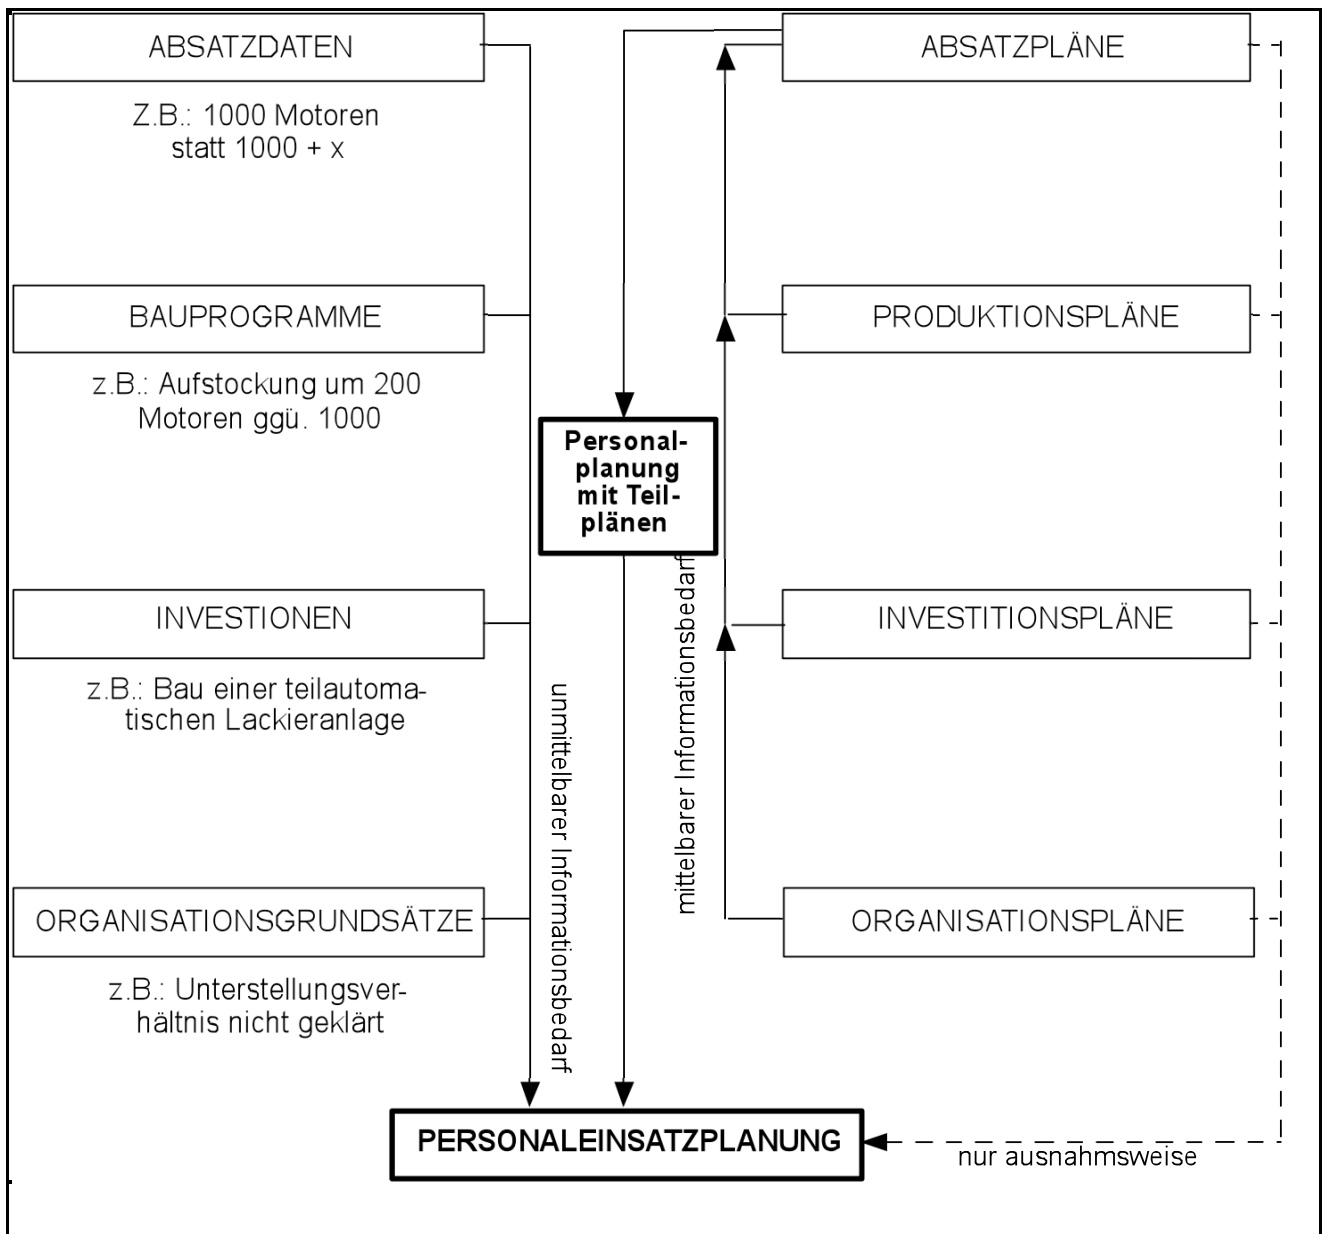 ABSATZDATEN
Z.B.: 1000 Motoren
statt 1000 + x
BAUPROGRAMME
z.B.: Aufstockung um 200
Motoren ggü. 1000
INVESTIONEN
z.B.: Bau einer teilautoma-
tischen Lackieranlage
ORGANISATIONSGRUNDSÄTZE
z.B.: Unterstellungsver-
hältnis nicht geklärt
unmittelbarer Informationsbedarf
Personal-
planung
mit Teil-
plänen
mittelbarer Informationsbedarf
ABSATZPLÄNE
PRODUKTIONSPLÄNE
INVESTITIONSPLÄNE
ORGANISATIONSPLÄNE
PERSONALEINSATZPLANUNG
nur ausnahmsweise